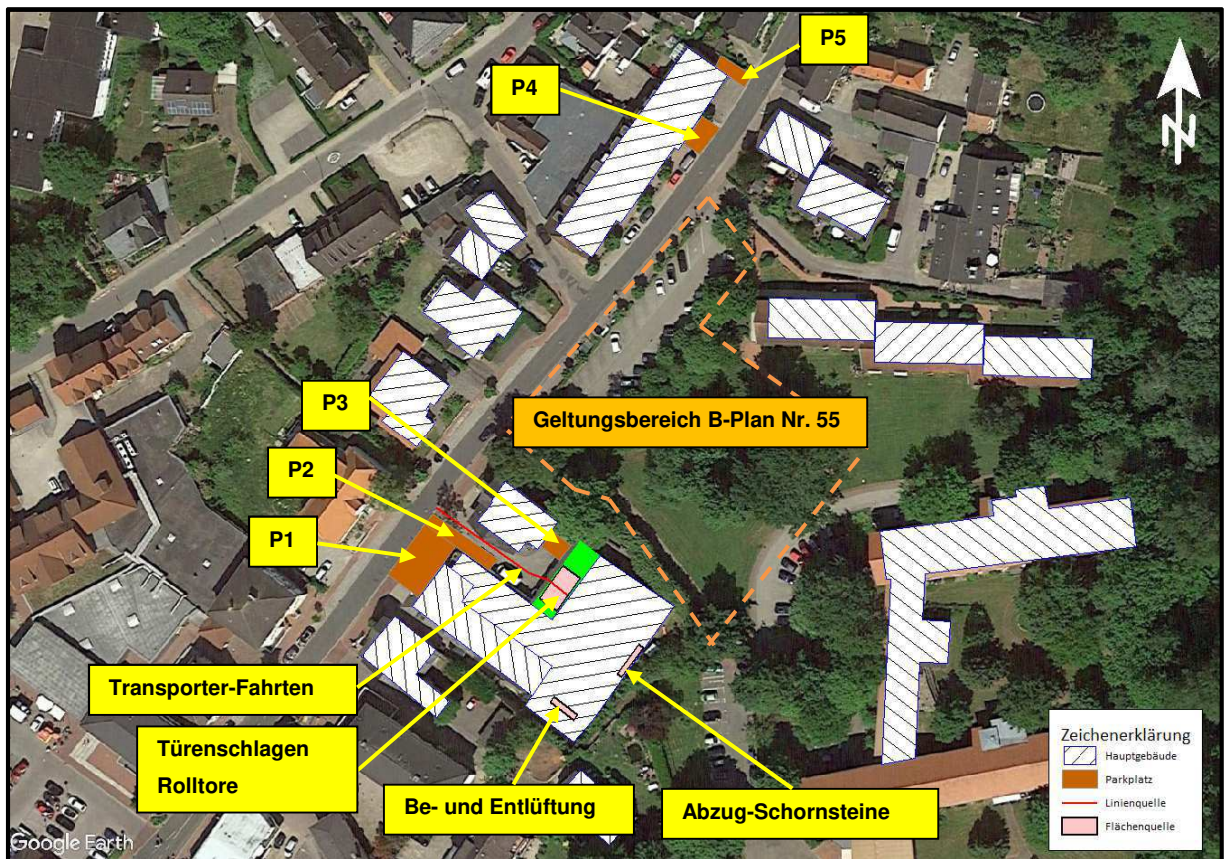 P5
P4
P3
Geltungsbereich B-Plan Nr. 55
P2
P1
Transporter-Fahrten
Türenschlagen
Rolltore
Be- und Entlüftung
Abzug-Schornsteine
N
Zeichenerklärung
Hauptgebäude
Parkplatz
Linienquelle
Flächenquelle
Google Earth